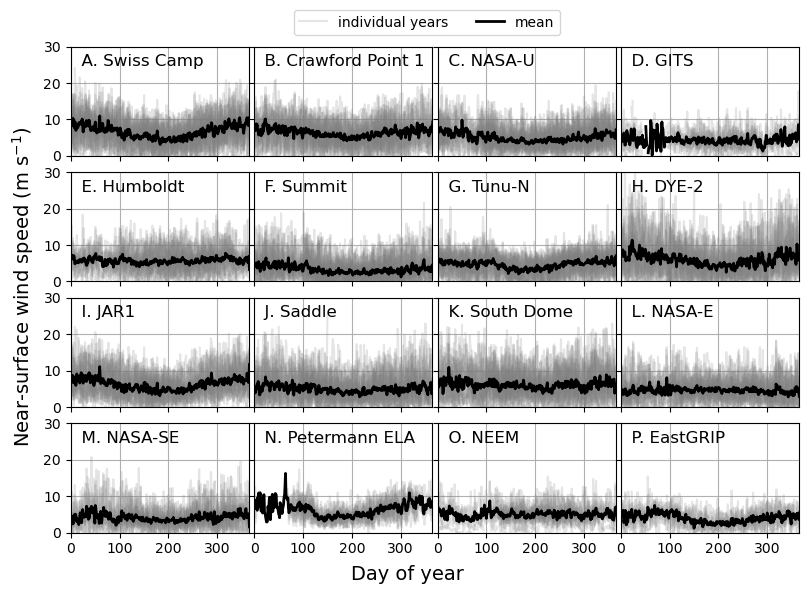 individual years mean
30 A. Swiss Camp B. Crawford Point 1 C. NASA-U D. GITS
20
10
0
30 E. Humboldt F. Summit G. Tunu-N H. DYE-2
20
10
0
30 I. JAR1 J. Saddle K. South Dome L. NASA-E
20
10
0
30 M. NASA-SE N. Petermann ELA O. NEEM P. EastGRIP
20
10
0
0 100 200 300 0 100 200 300 0 100 200 300 0 100 200 300
Near-surface wind speed (m s⁻¹)
Day of year